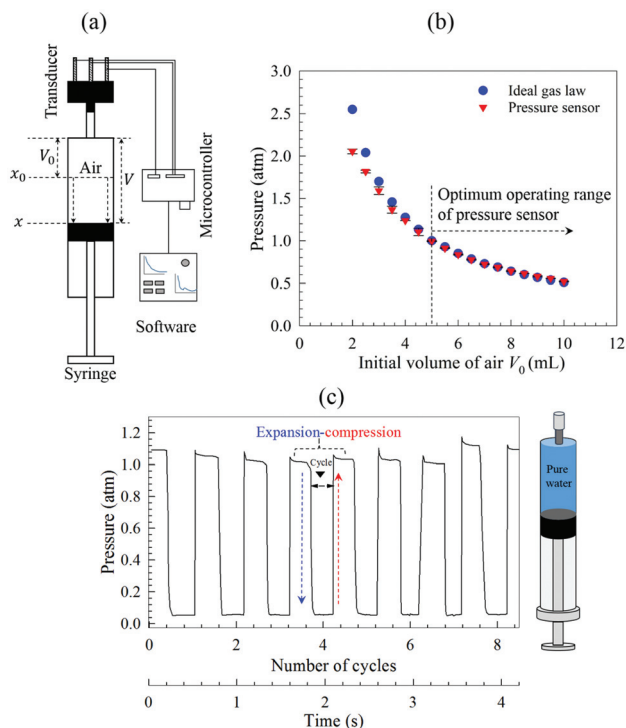 (a)
Transducer
V₀
Air
x₀
V
x
Microcontroller
Software
Syringe
(b)
3.0
2.5
2.0
1.5
1.0
0.5
0.0
Pressure (atm)
Ideal gas law
Pressure sensor
Optimum operating range
of pressure sensor
0 2 4 6 8 10 12
Initial volume of air V₀ (mL)
(c)
1.2
1.0
0.8
0.6
0.4
0.2
0.0
Pressure (atm)
Expansion-compression
Cycle
0 2 4 6 8
Number of cycles
0 1 2 3 4
Time (s)
Pure
water